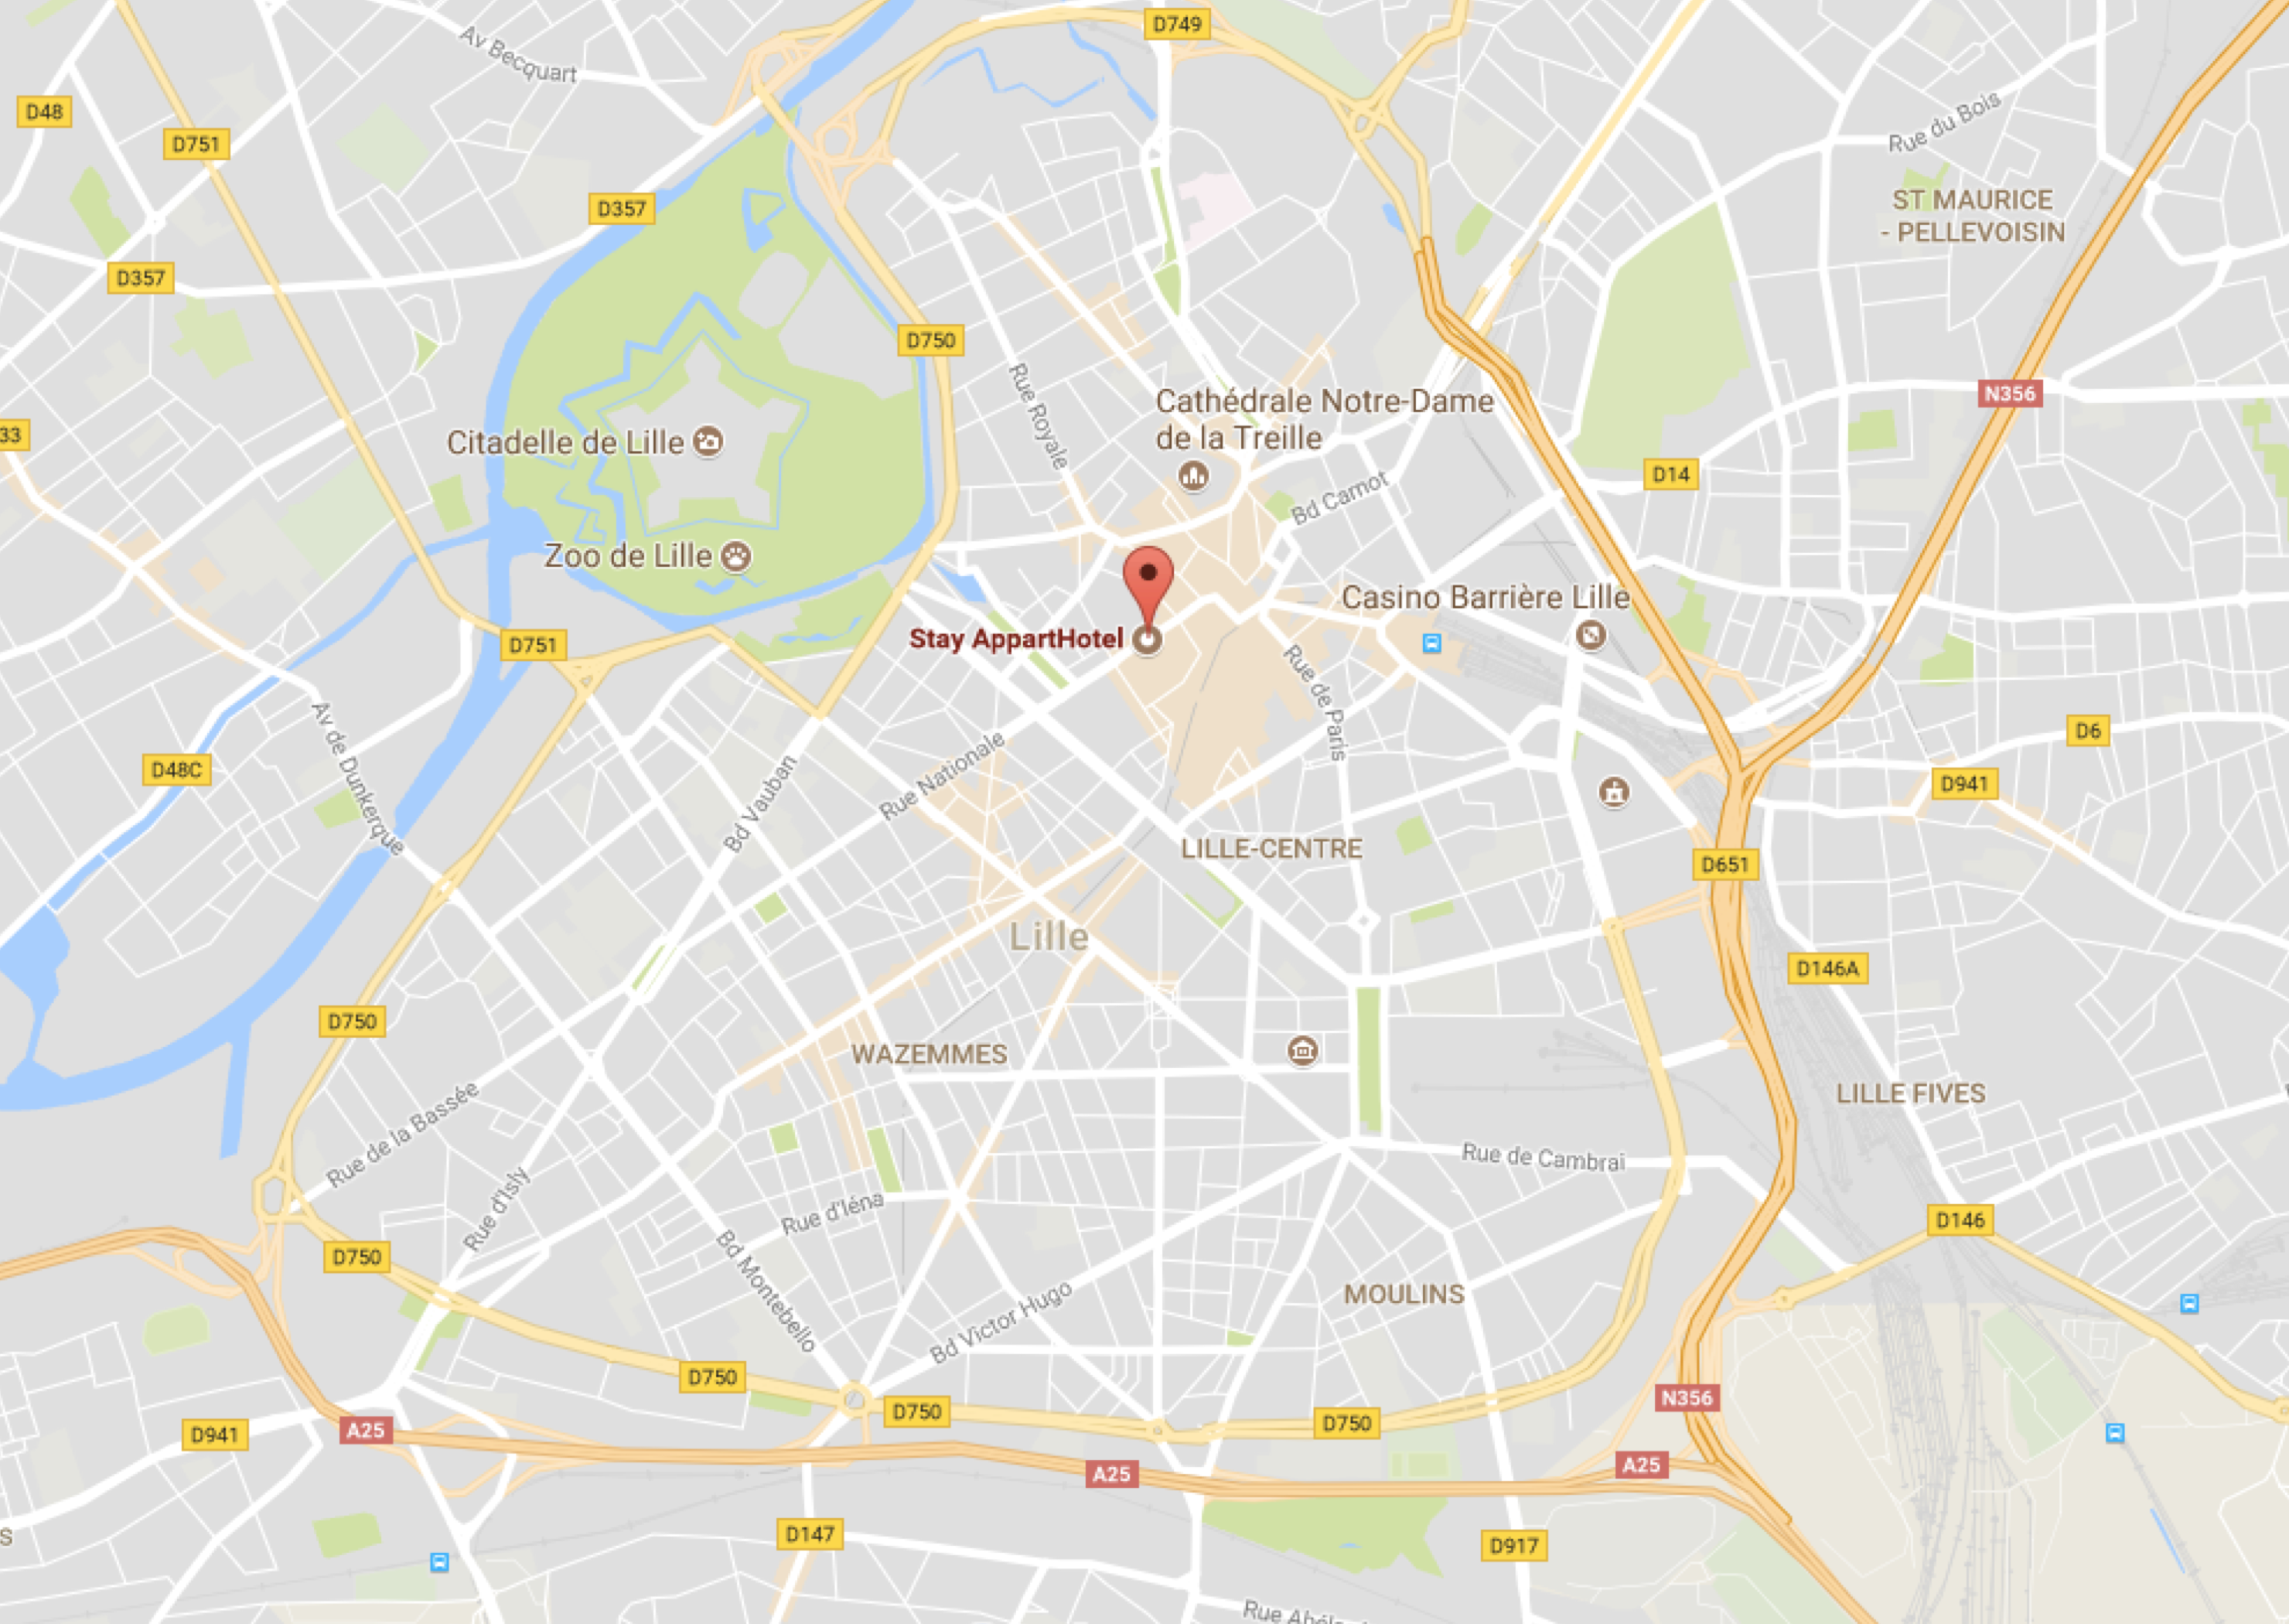 D749
Av Becquart
D48
D751
Rue du Bois
D357
ST MAURICE
- PELLEVOISIN
D357
D750
Rue Royale
N356
Cathédrale Notre-Dame
de la Treille
33
Citadelle de Lille
D14
Bd Carnot
Zoo de Lille
Casino Barrière Lille
Stay AppartHotel
D751
Rue de Paris
Av de Dunkerque
D48C
D6
Rue Nationale
Bd Vauban
D941
LILLE-CENTRE
D651
Lille
D146A
D750
WAZEMMES
LILLE FIVES
Rue de la Bassée
Rue de Cambrai
Rue d'Isly
Rue d'Iéna
D146
D750
Bd Montebello
MOULINS
Bd Victor Hugo
D750
N356
D750
D750
D941
A25
A25
A25
S
D147
D917